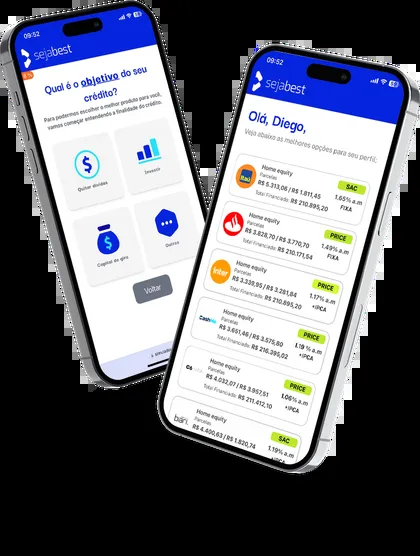 09:52
sejabest
Qual é o objetivo do seu
crédito?
Para podermos escolher o melhor produto para você,
vamos começar entendendo a finalidade do crédito.
Quitar dívidas
Investir
Capital de giro
Outros
Voltar
09:52
sejabest
Olá, Diego,
Veja abaixo as melhores opções para seu perfil:
Itaú
Home equity
Parcelas
R$ 5.313,06 / R$ 1.811,45
Total Financiado: R$ 210.895,20
SAC
1.65% a.m
FIXA
Home equity
Parcelas
R$ 3.828,70 / R$ 3.770,70
Total Financiado: R$ 210.171,54
PRICE
1.49% a.m
FIXA
inter
Home equity
Parcelas
R$ 3.339,95 / R$ 3.281,84
Total Financiado: R$ 210.895,20
PRICE
1.17% a.m
+IPCA
Home equity
Parcelas
R$ 3.651,46 / R$ 3.575,80
Total Financiado: R$ 216.395,02
PRICE
1.19 % a.m
+IPCA
Home equity
Parcelas
R$ 4.032,07 / R$ 3.957,51
Total Financiado: R$ 211.412,10
PRICE
1.06% a.m
+IPCA
bari.
Home equity
Parcelas
R$ 4.400,63 / R$ 1.820,74
SAC
1.19% a.m